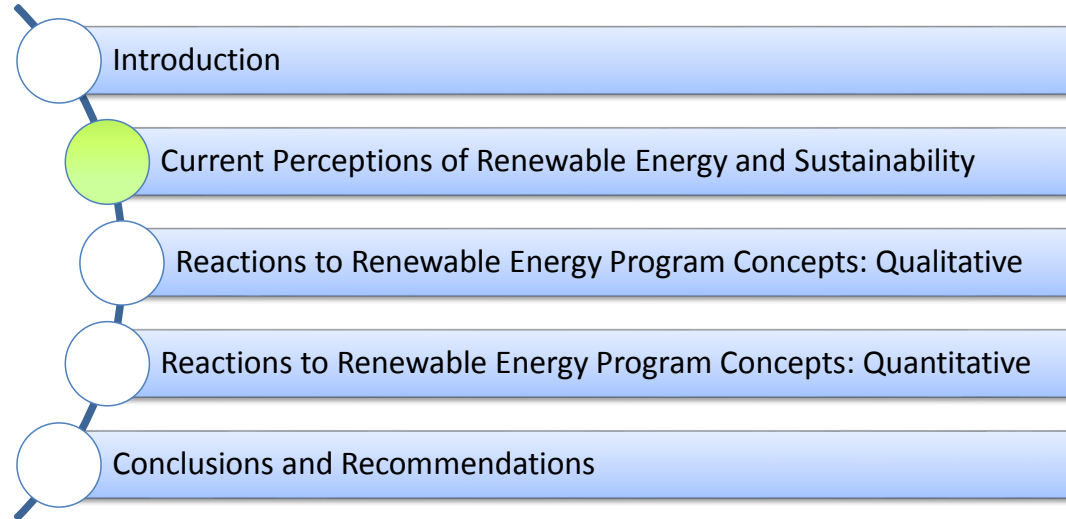 Introduction
Current Perceptions of Renewable Energy and Sustainability
Reactions to Renewable Energy Program Concepts: Qualitative
Reactions to Renewable Energy Program Concepts: Quantitative
Conclusions and Recommendations